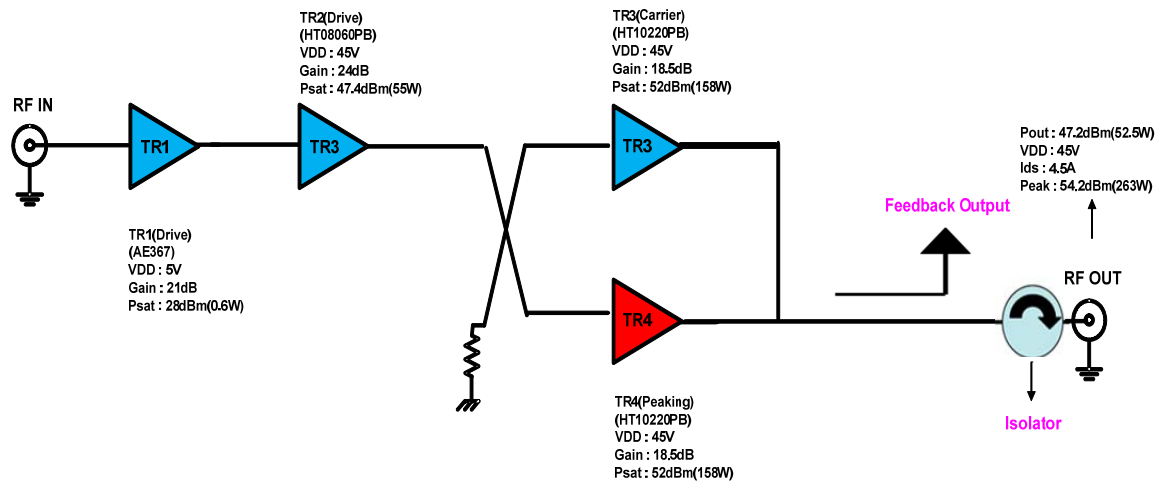 TR2(Drive)
(HT08060PB)
VDD : 45V
Gain : 24dB
Psat : 47.4dBm(55W)
TR3(Carrier)
(HT10220PB)
VDD : 45V
Gain : 18.5dB
Psat : 52dBm(158W)
RF IN
TR1
TR3
TR3
Pout : 47.2dBm(52.5W)
VDD : 45V
Ids : 4.5A
Peak : 54.2dBm(263W)
Feedback Output
TR1(Drive)
(AE367)
VDD : 5V
Gain : 21dB
Psat : 28dBm(0.6W)
RF OUT
TR4
TR4(Peaking)
(HT10220PB)
VDD : 45V
Gain : 18.5dB
Psat : 52dBm(158W)
Isolator